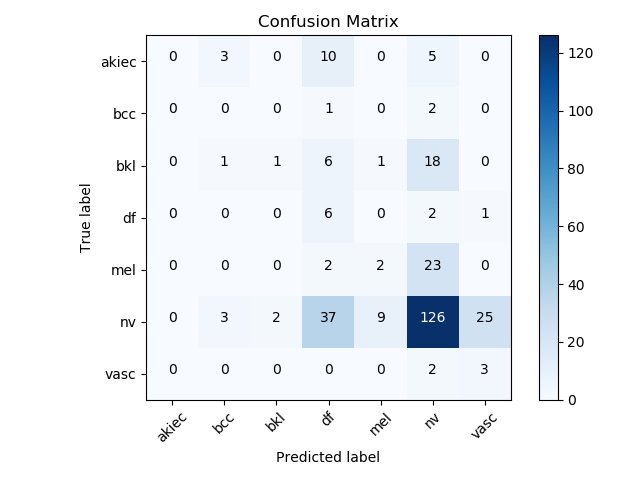 Confusion Matrix
akiec 0 3 0 10 0 5 0
bcc 0 0 0 1 0 2 0
bkl 0 1 1 6 1 18 0
df 0 0 0 6 0 2 1
mel 0 0 0 2 2 23 0
nv 0 3 2 37 9 126 25
vasc 0 0 0 0 0 2 3
akiec bcc bkl df mel nv vasc
True label
Predicted label
120
100
80
60
40
20
0